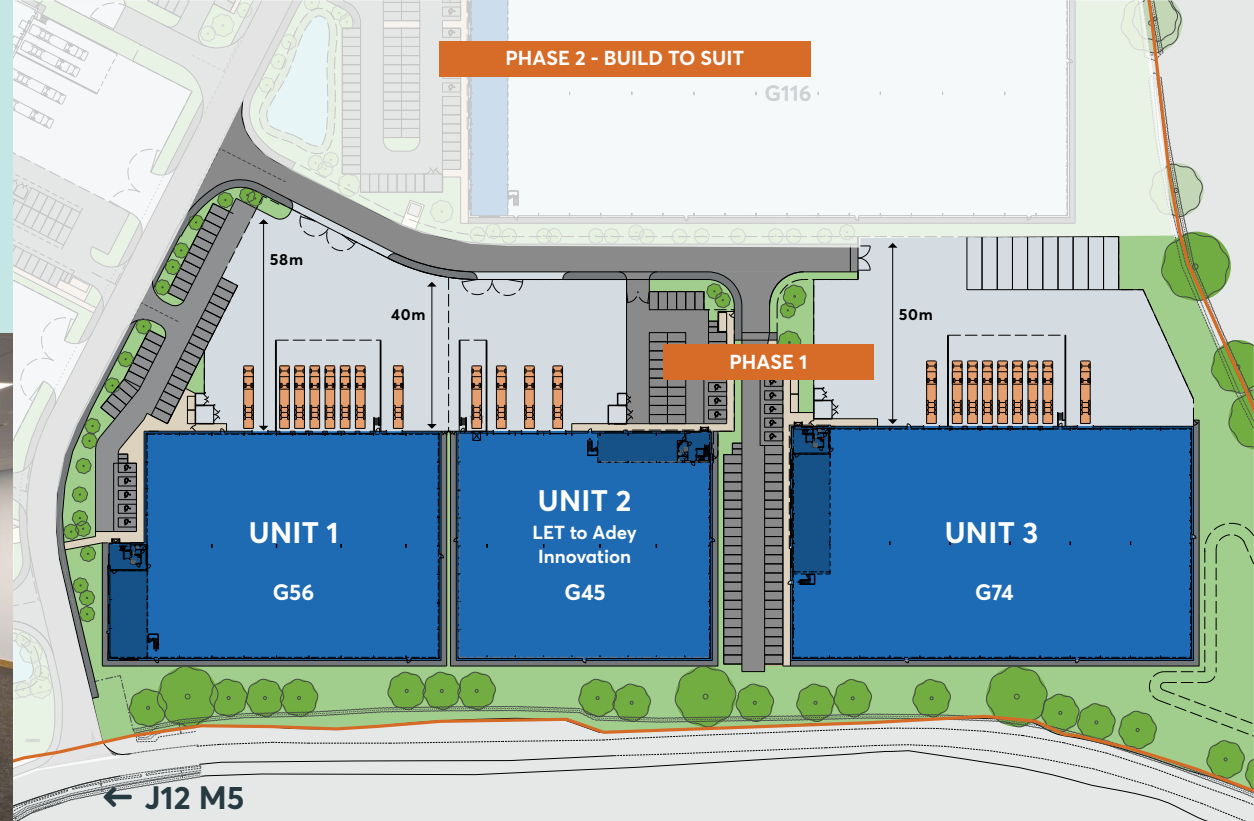 PHASE 2 - BUILD TO SUIT
G116
58m
40m
50m
PHASE 1
UNIT 1
G56
UNIT 2
LET to Adey
Innovation
G45
UNIT 3
G74
← J12 M5